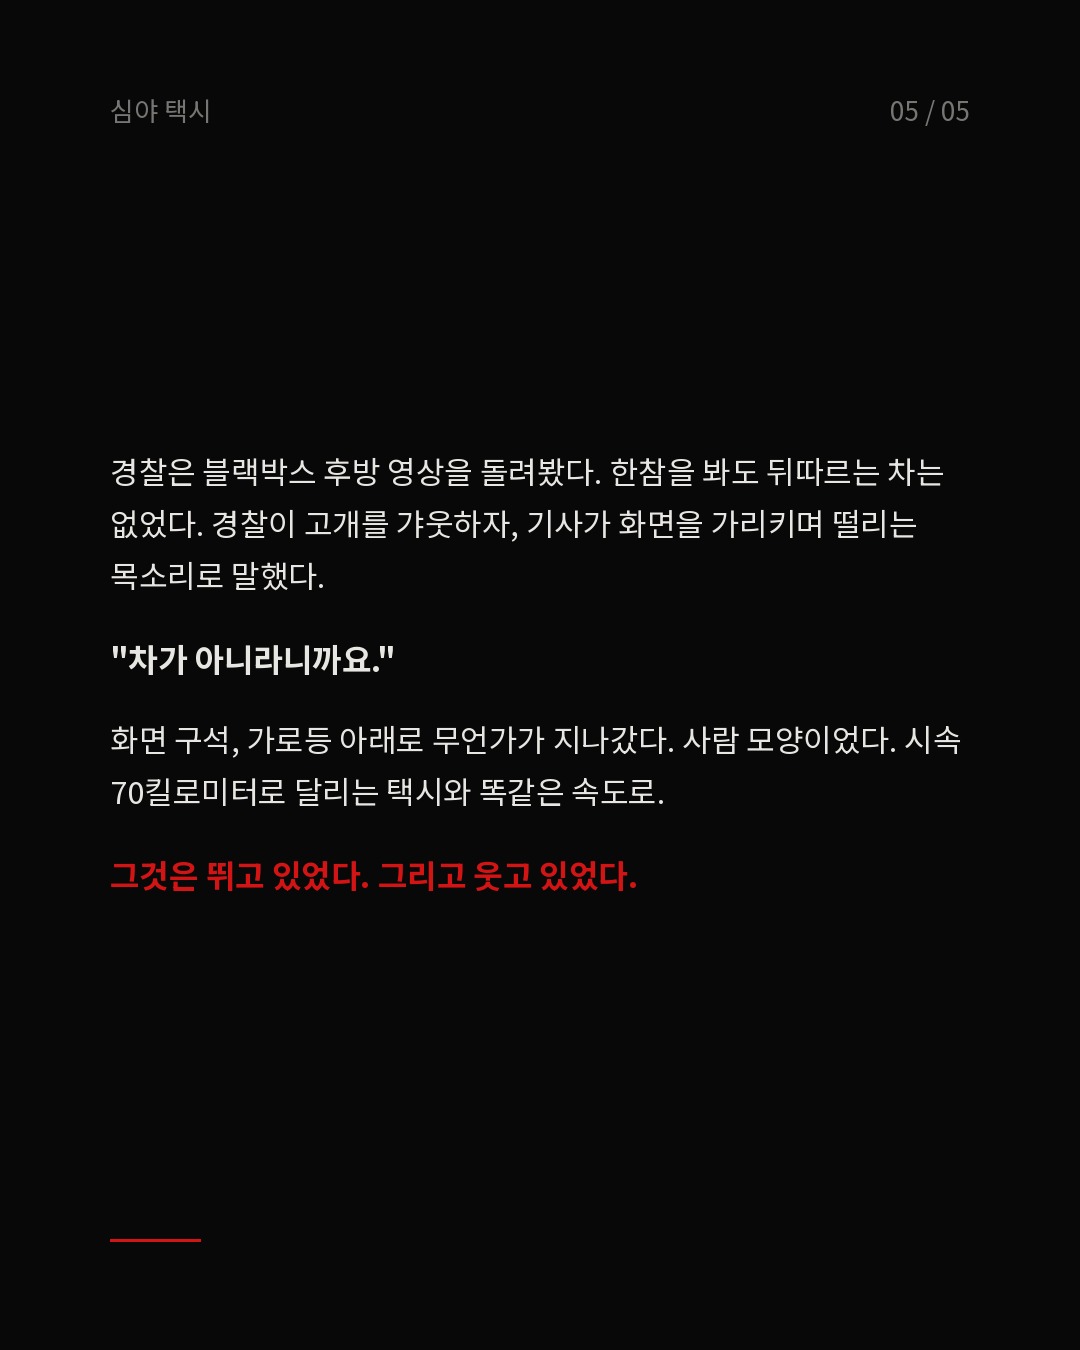 심야 택시
05 / 05
경찰은 블랙박스 후방 영상을 돌려봤다. 한참을 봐도 뒤따르는 차는
없었다. 경찰이 고개를 갸웃하자, 기사가 화면을 가리키며 떨리는
목소리로 말했다.
"차가 아니라니까요."
화면 구석, 가로등 아래로 무언가가 지나갔다. 사람 모양이었다. 시속
70킬로미터로 달리는 택시와 똑같은 속도로.
그것은 뛰고 있었다. 그리고 웃고 있었다.